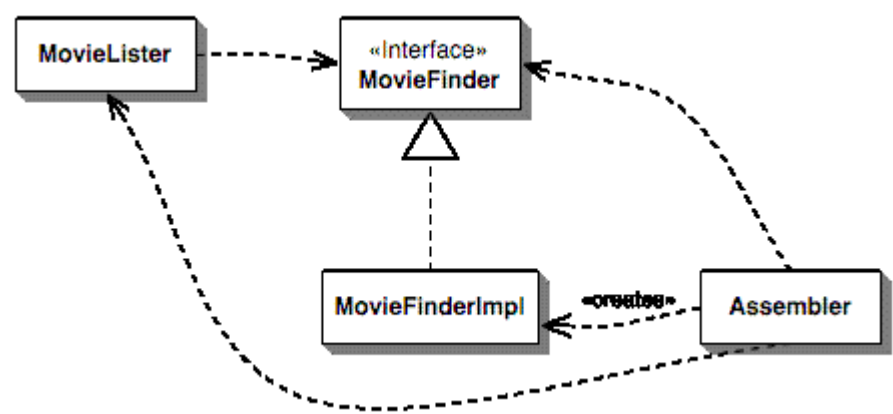 MovieLister
«Interface»
MovieFinder
MovieFinderImpl
«creates»
Assembler